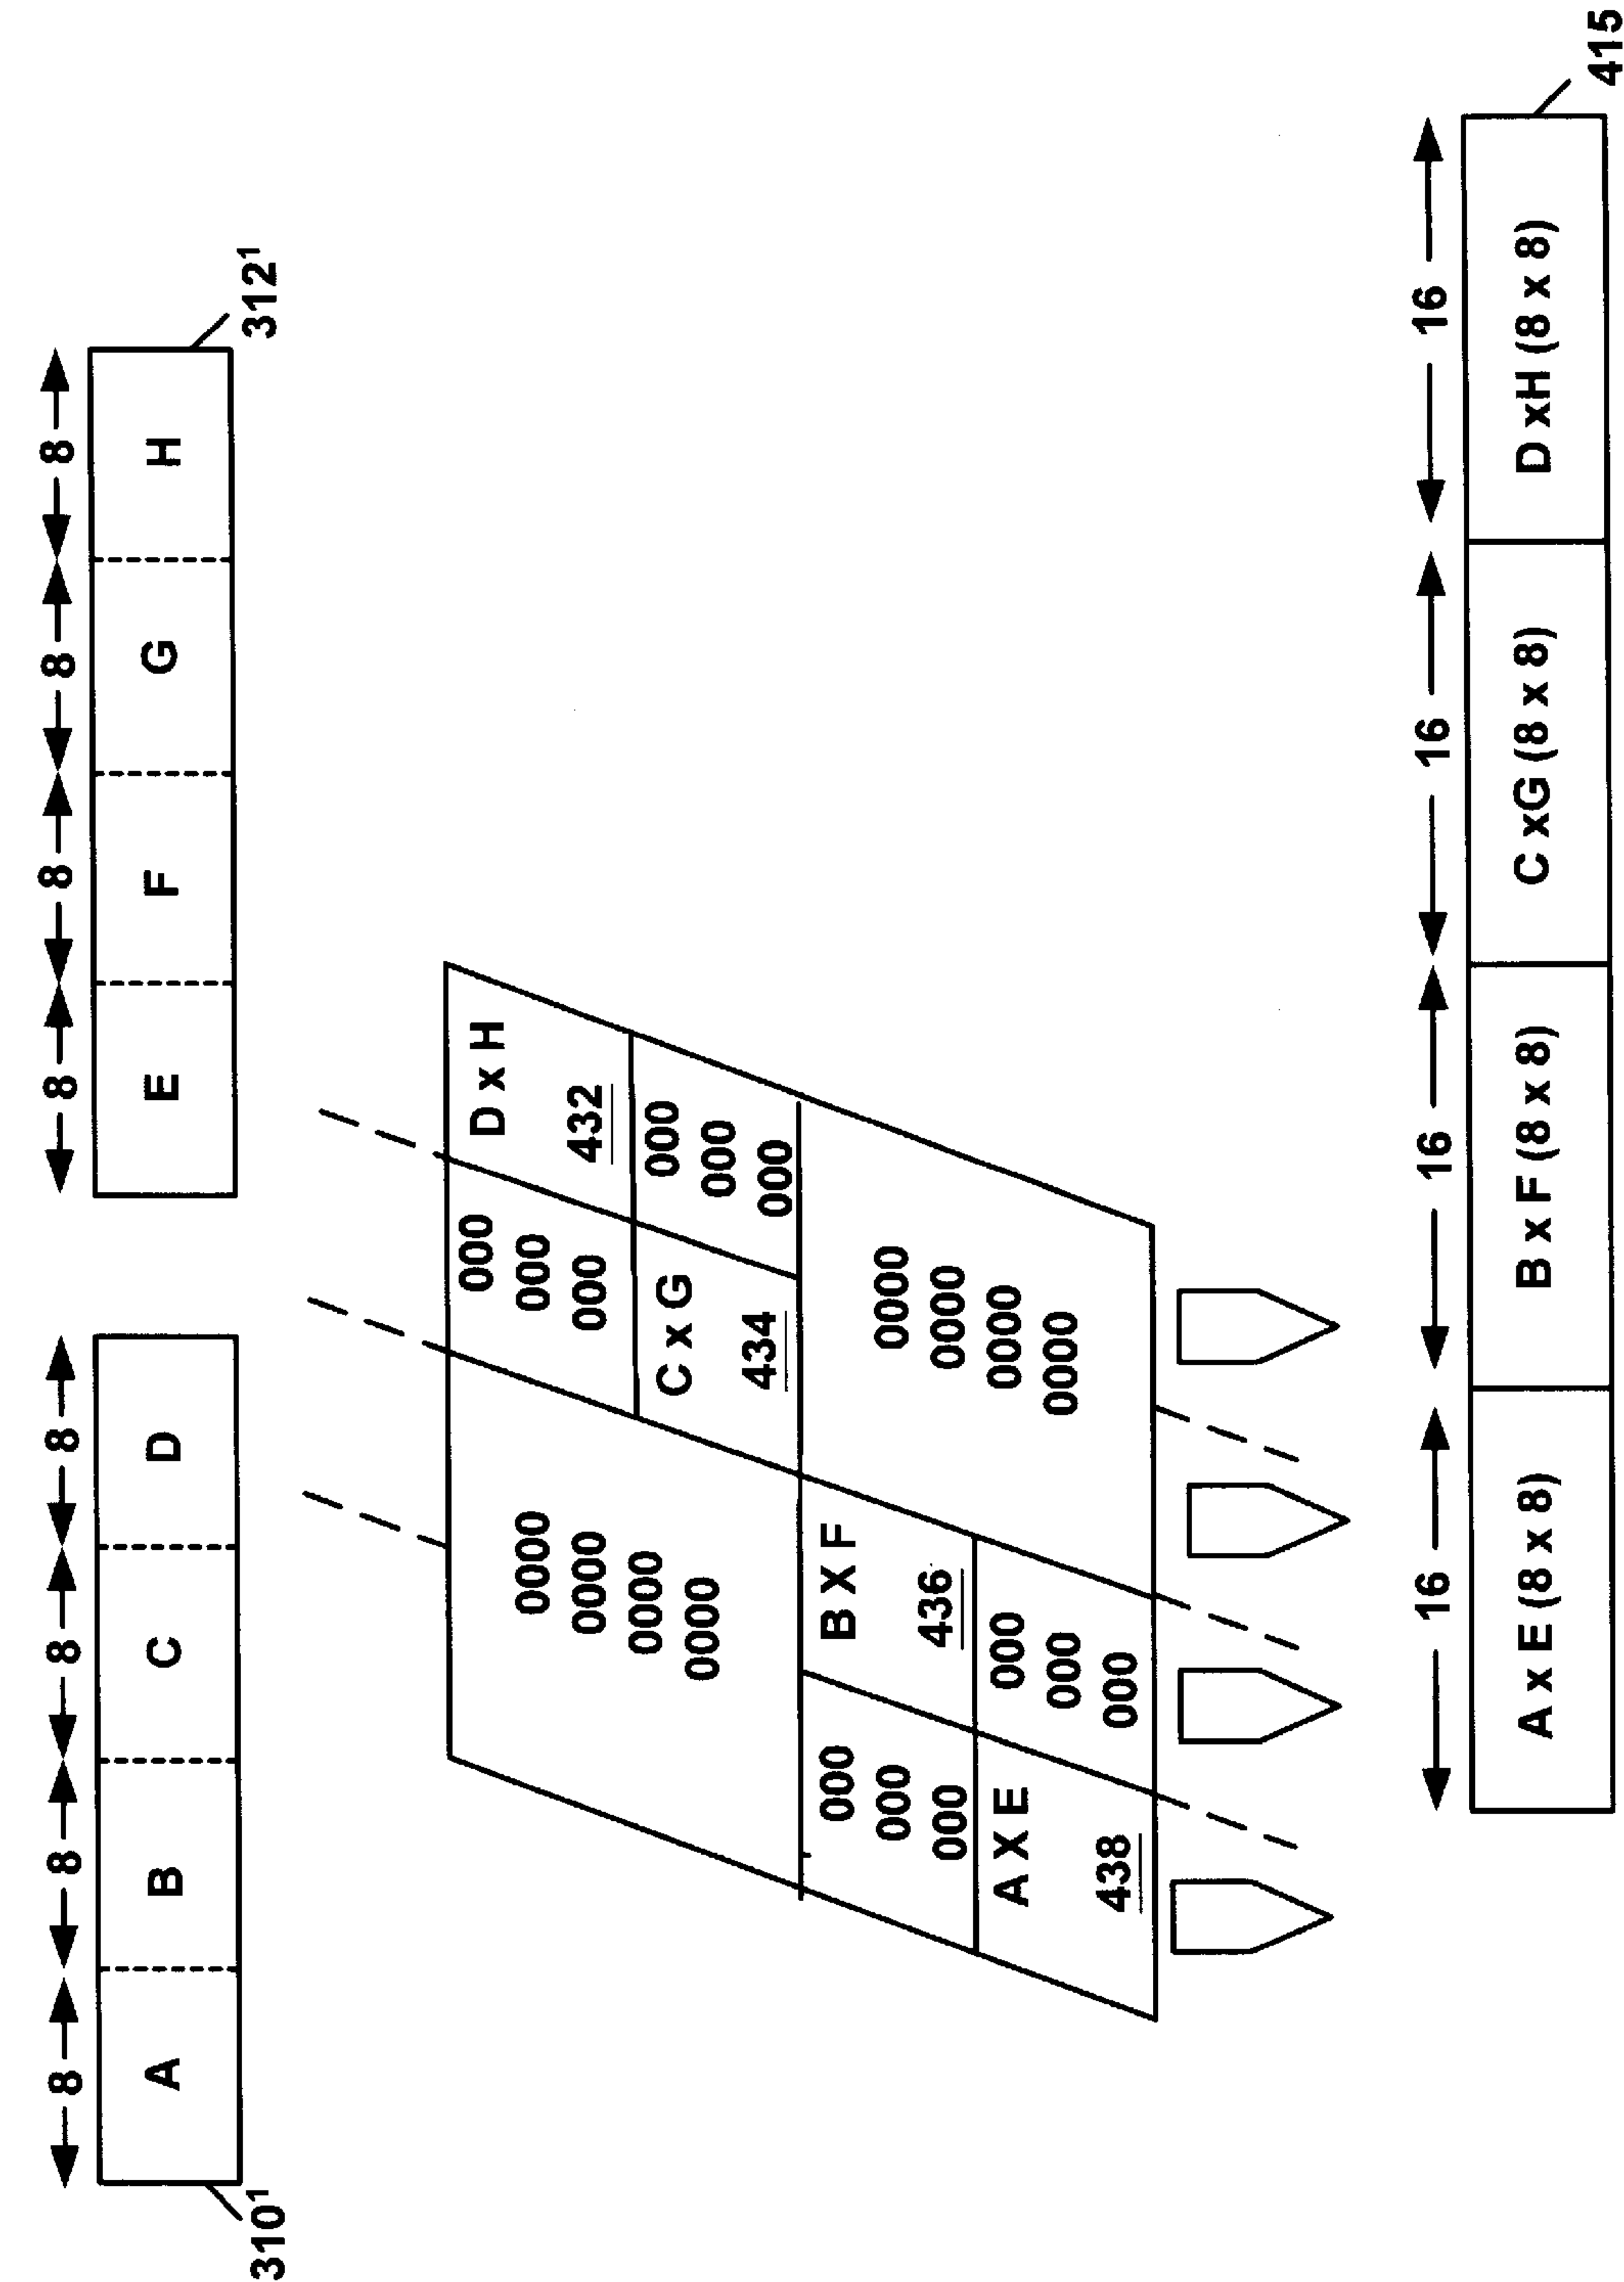 8 8 8 8 8 8 8 8
A B C D E F G H
310¹ 312¹
000 D x H
0000 000
0000 000 432
0000 C x G 000
0000 000
434 000
000 B X F
000 0000
000 436 0000
A X E 000 0000
000 0000
438 000
16 16 16 16
A x E (8 x 8) B x F (8 x 8) C xG (8 x 8) D xH (8 x 8)
415